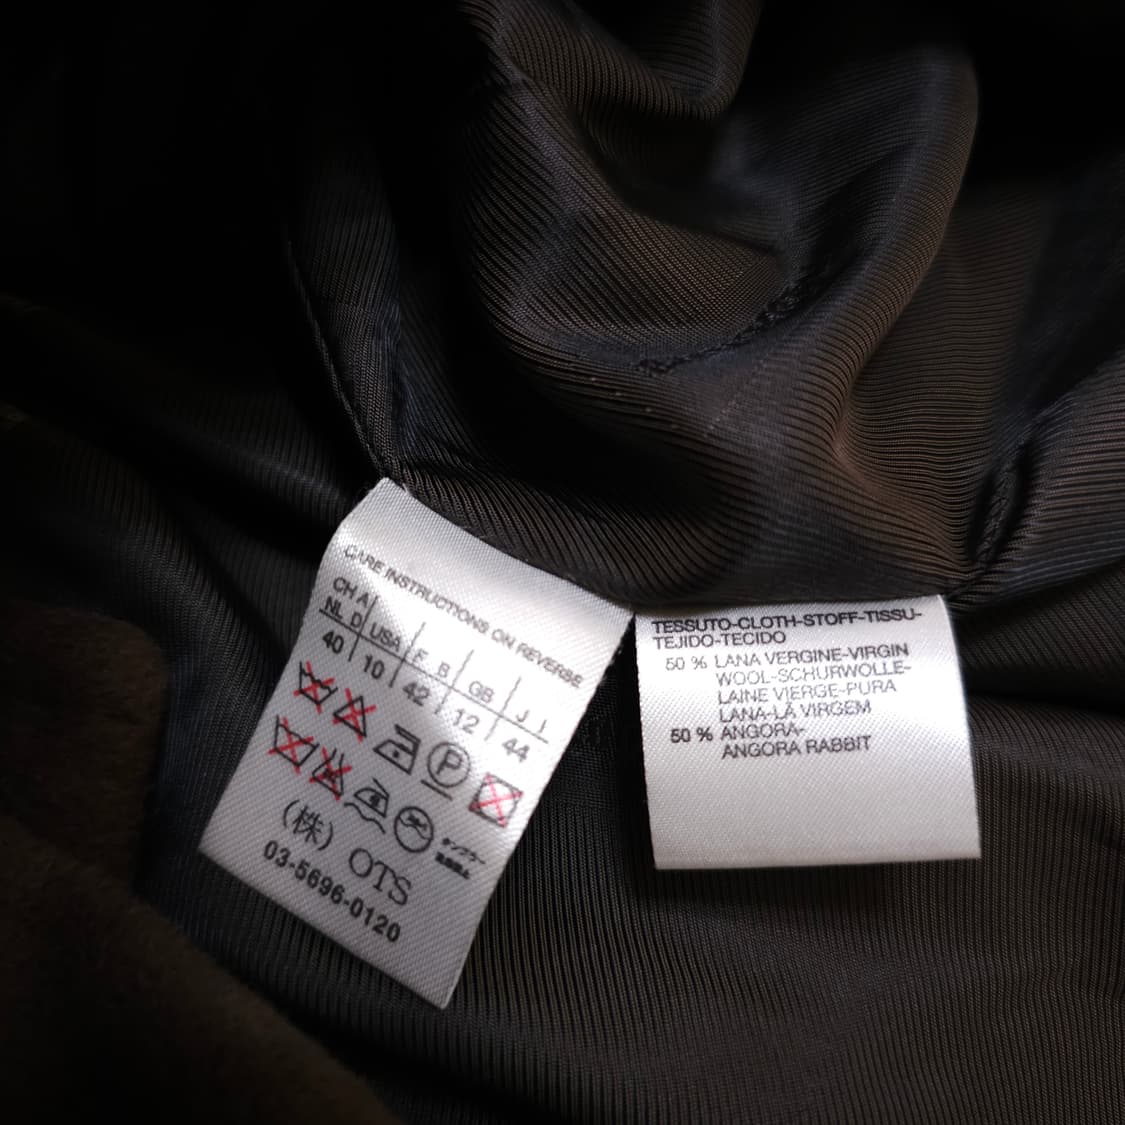 CARE INSTRUCTIONS ON REVERSE
CH A
NL D USA F B GB J I
40 10 42 12 44
P
(株) OTS
03-5696-0120
TESSUTO-CLOTH-STOFF-TISSU-
TEJIDO-TECIDO
50 % LANA VERGINE-VIRGIN
WOOL-SCHURWOLLE-
LAINE VIERGE-PURA
LANA-LÃ VIRGEM
50 % ANGORA-
ANGORA RABBIT